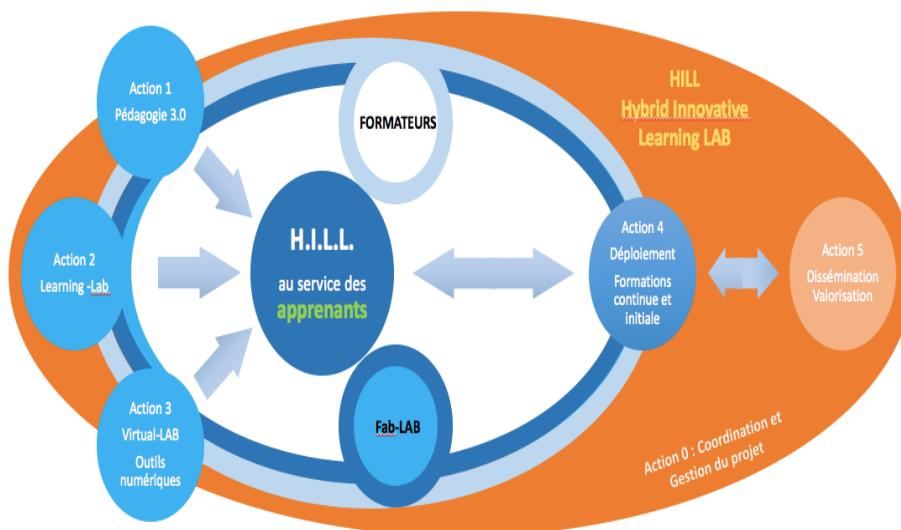 Action 1
Pédagogie 3.0
FORMATEURS
HILL
Hybrid Innovative
Learning LAB
Action 2
Learning -Lab
H.I.L.L.
au service des
apprenants
Action 4
Déploiement
Formations
continue et
initiale
Action 5
Dissémination
Valorisation
Action 3
Virtual-LAB
Outils
numériques
Fab-LAB
Action 0 : Coordination et
Gestion du projet